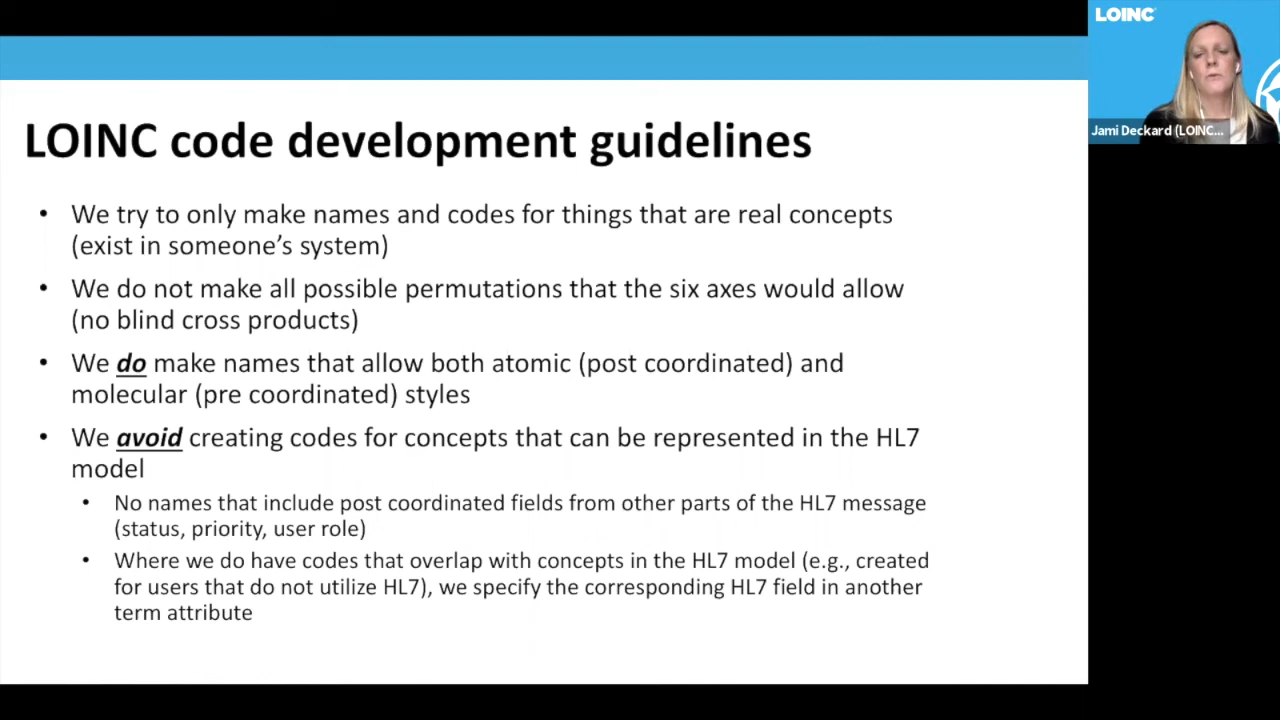 LOINC
Jami Deckard (LOINC...
LOINC code development guidelines
• We try to only make names and codes for things that are real concepts
(exist in someone's system)
• We do not make all possible permutations that the six axes would allow
(no blind cross products)
• We do make names that allow both atomic (post coordinated) and
molecular (pre coordinated) styles
• We avoid creating codes for concepts that can be represented in the HL7
model
• No names that include post coordinated fields from other parts of the HL7 message
(status, priority, user role)
• Where we do have codes that overlap with concepts in the HL7 model (e.g., created
for users that do not utilize HL7), we specify the corresponding HL7 field in another
term attribute